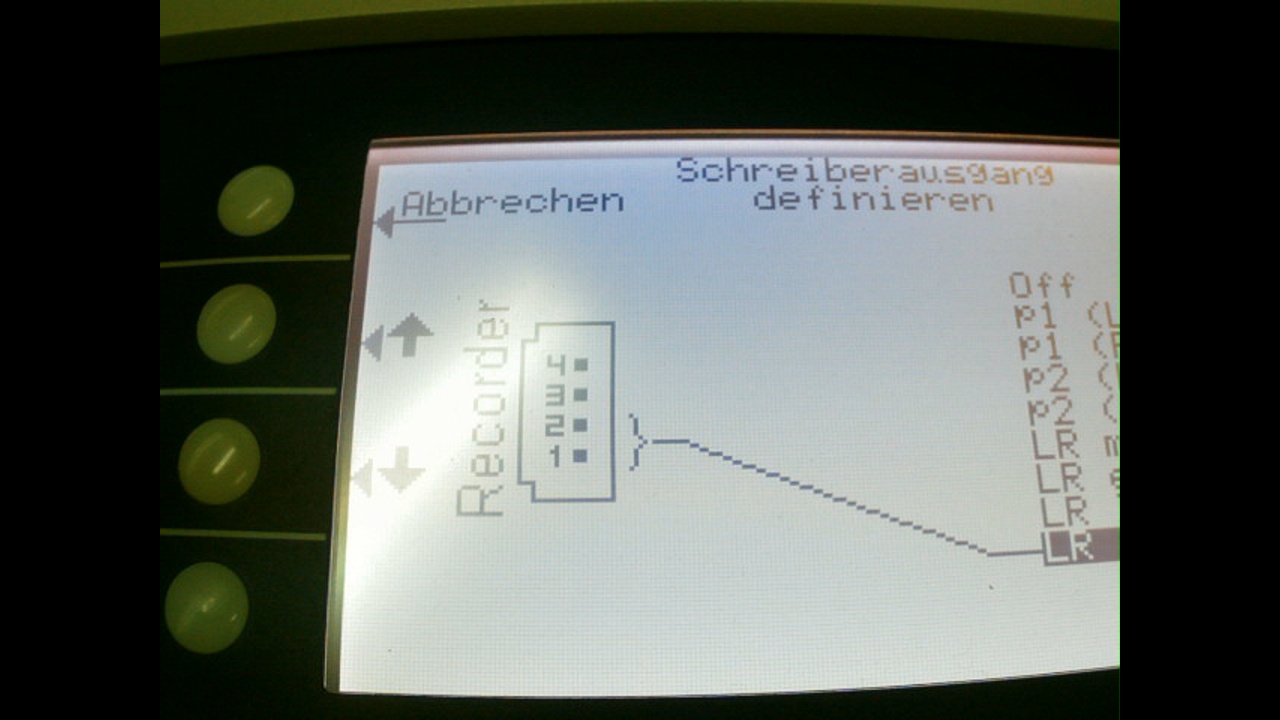 Schreiberausgang
definieren
Abbrechen
Recorder
4
3
2
1
Off
p1 (L
p1 (
p2 (
p2 (
LR m
LR e
LR
LR